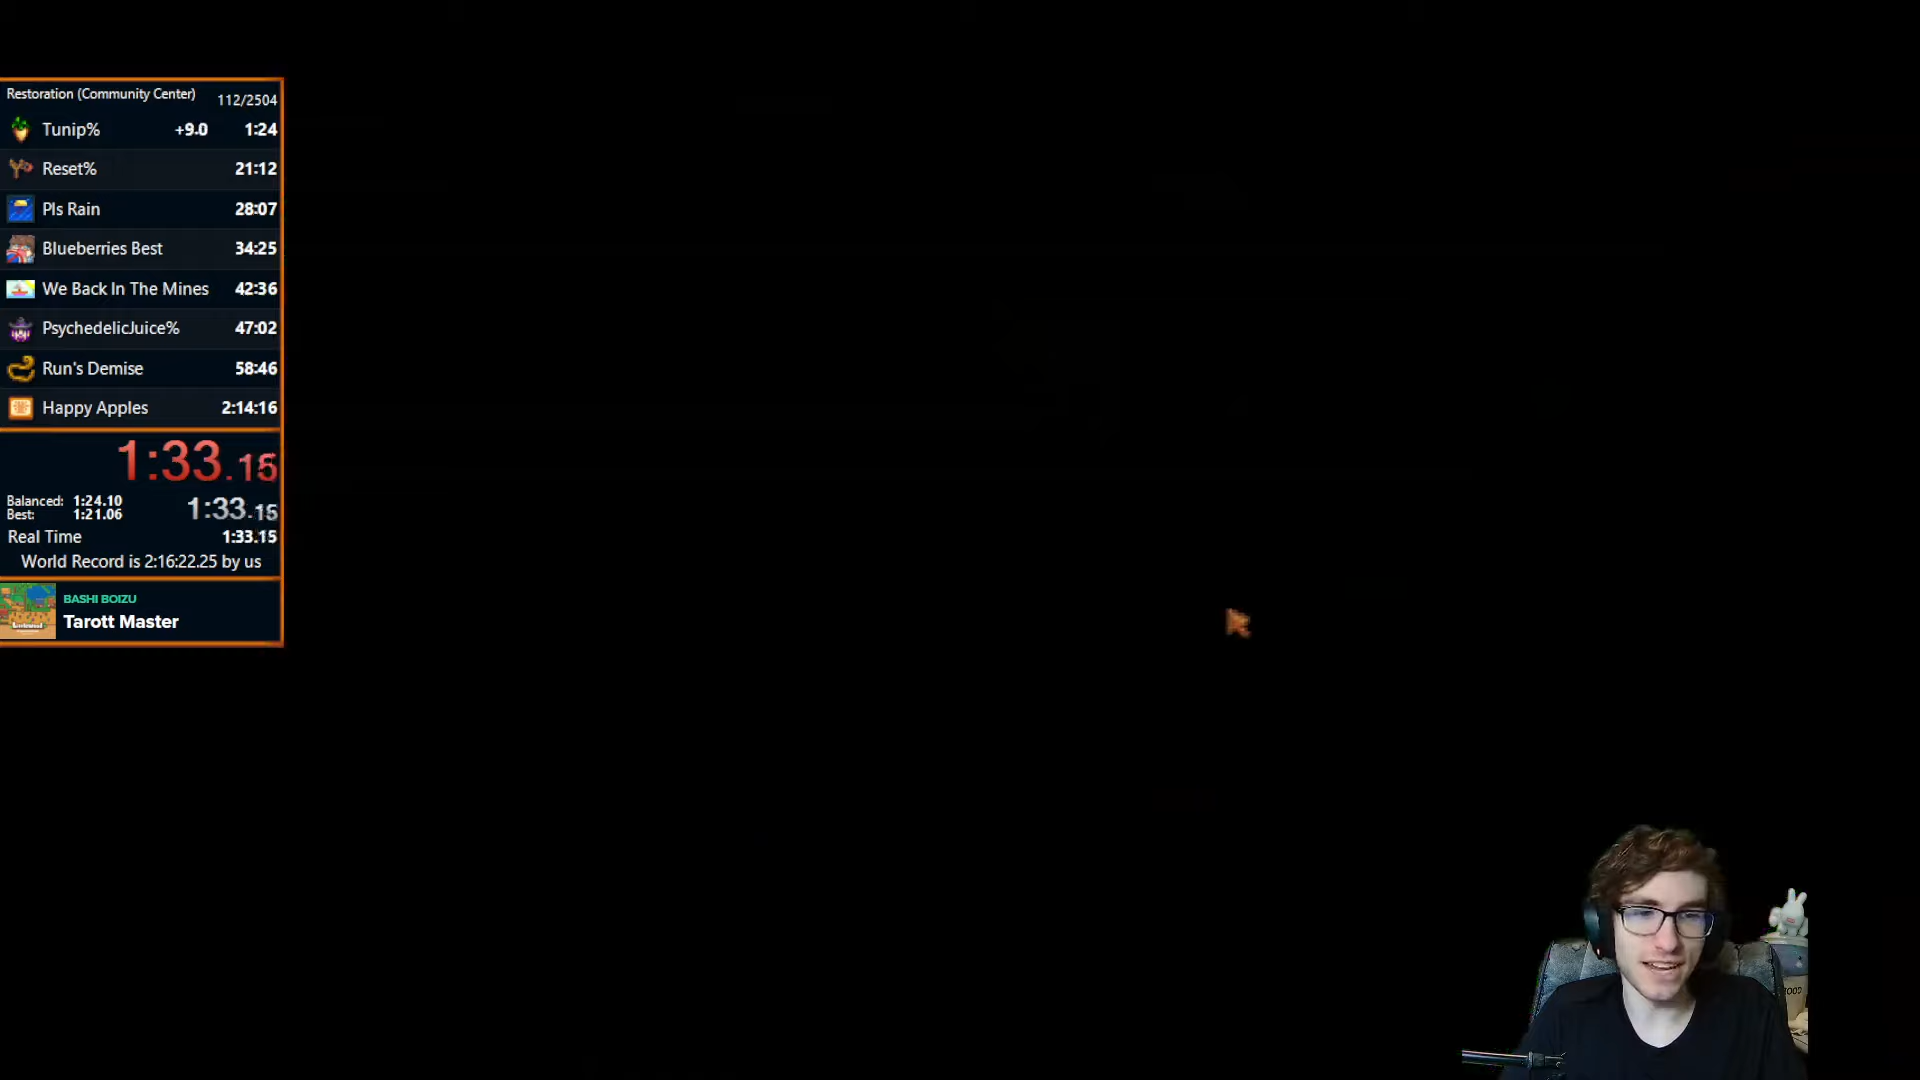 Restoration (Community Center) 112/2504
Tunip% +9.0 1:24
Reset% 21:12
Pls Rain 28:07
Blueberries Best 34:25
We Back In The Mines 42:36
PsychedelicJuice% 47:02
Run's Demise 58:46
Happy Apples 2:14:16
1:33.15
Balanced: 1:24.10
Best: 1:21.06
1:33.15
Real Time 1:33.15
World Record is 2:16:22.25 by us
BASHI BOIZU
Tarott Master